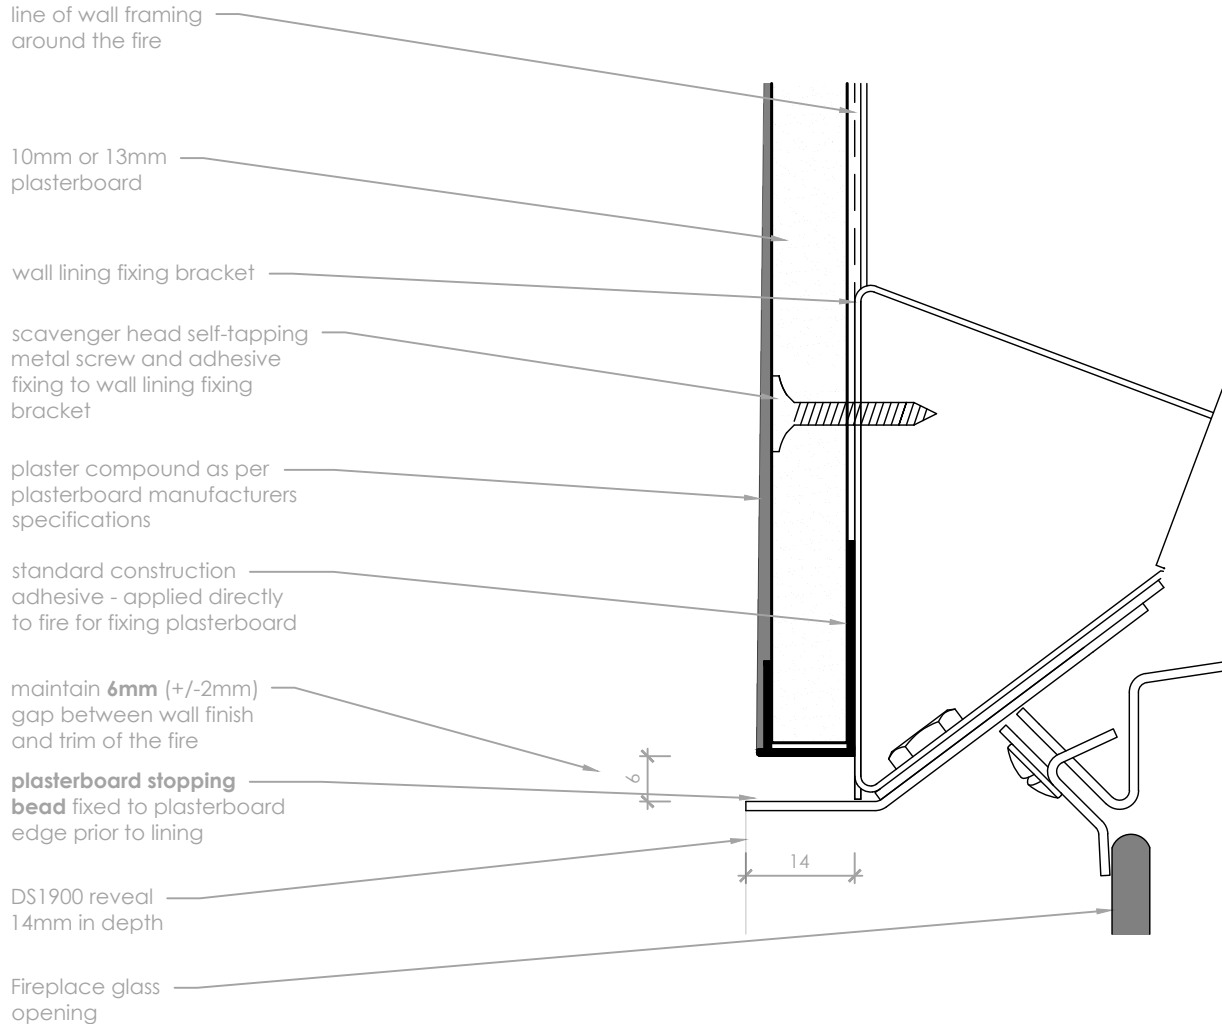 line of wall framing
around the fire
10mm or 13mm
plasterboard
wall lining fixing bracket
scavenger head self-tapping
metal screw and adhesive
fixing to wall lining fixing
bracket
plaster compound as per
plasterboard manufacturers
specifications
standard construction
adhesive - applied directly
to fire for fixing plasterboard
maintain 6mm (+/-2mm)
gap between wall finish
and trim of the fire
plasterboard stopping
bead fixed to plasterboard
edge prior to lining
DS1900 reveal
14mm in depth
Fireplace glass
opening
6
14